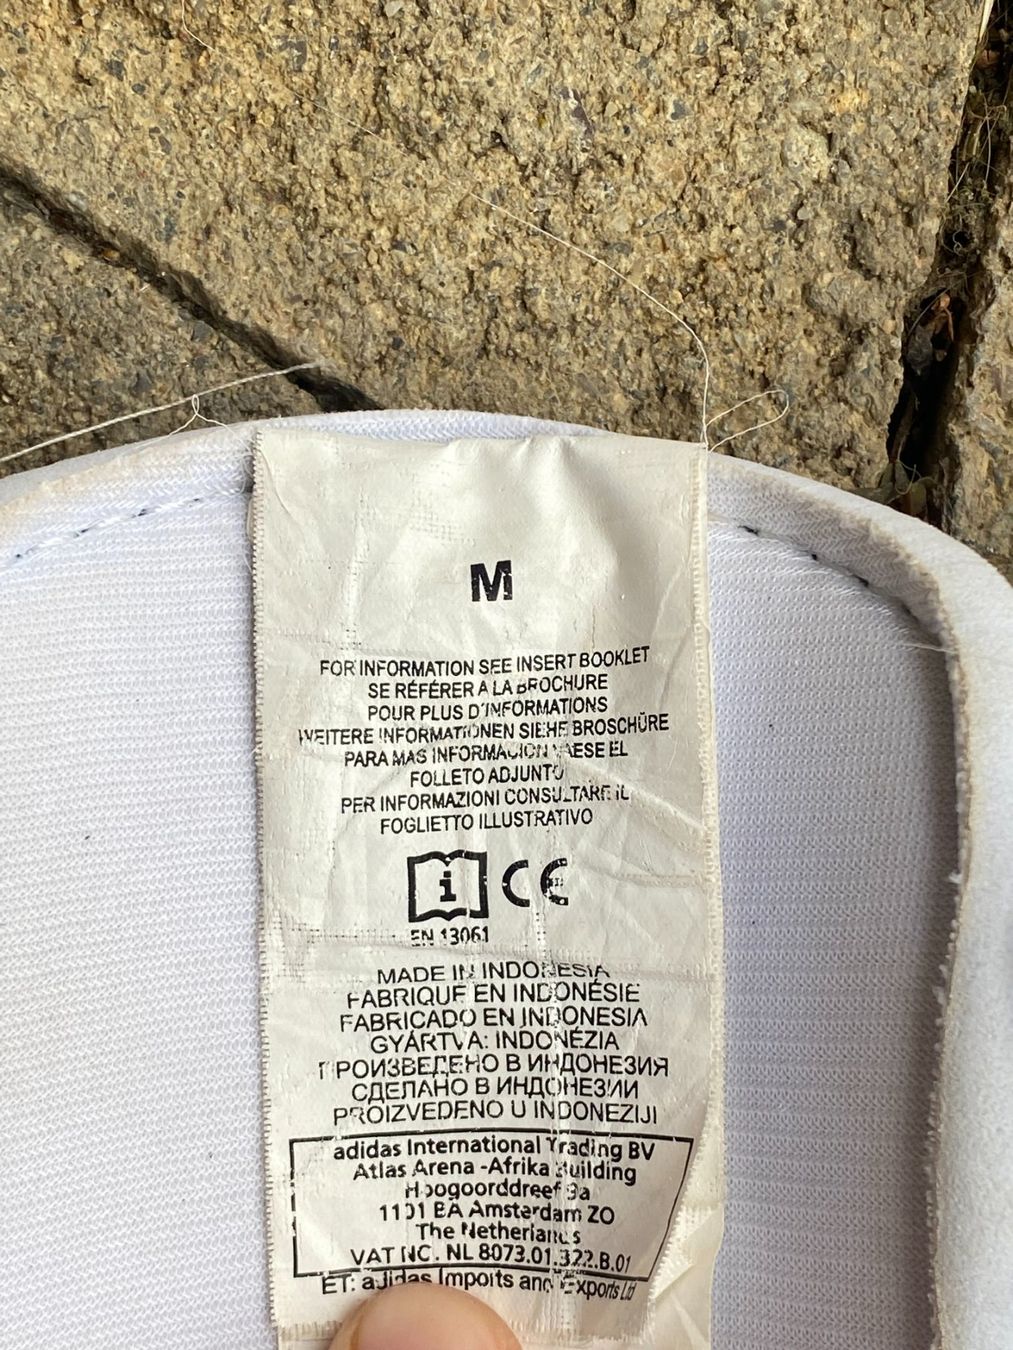 M
FOR INFORMATION SEE INSERT BOOKLET
SE RÉFÉRER A LA BROCHURE
POUR PLUS D'INFORMATIONS
WEITERE INFORMATIONEN SIEHE BROSCHÜRE
PARA MAS INFORMACION VAESE EL
FOLLETO ADJUNTO
PER INFORMAZIONI CONSULTARE IL
FOGLIETTO ILLUSTRATIVO
i CE
EN 13061
MADE IN INDONESIA
FABRIQUE EN INDONÉSIE
FABRICADO EN INDONESIA
GYÁRTVA: INDONÉZIA
ПРОИЗВЕДЕНО В ИНДОНЕЗИЯ
СДЕЛАНО В ИНДОНЕЗИИ
PROIZVEDENO U INDONEZIJI
adidas International Trading BV
Atlas Arena -Afrika Building
Hoogoorddreef 9a
1101 BA Amsterdam ZO
The Netherlands
VAT NO. NL 8073.01.322.B.01
ET: adidas Imports and Exports Ltd